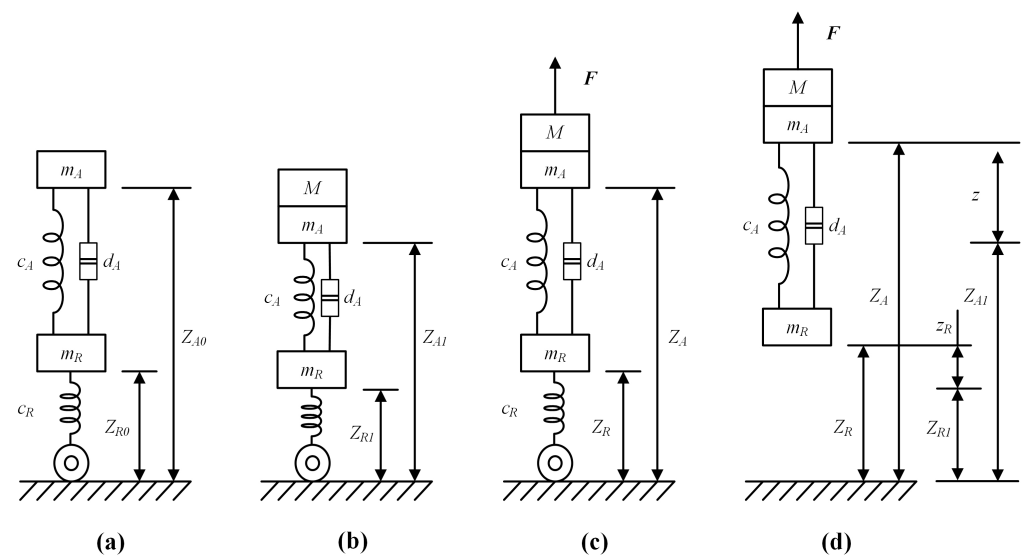 m_A
c_A
d_A
m_R
c_R
Z_R0
Z_A0
(a)
M
m_A
c_A
d_A
m_R
Z_R1
Z_A1
(b)
F
M
m_A
c_A
d_A
m_R
c_R
Z_R
Z_A
(c)
F
M
m_A
c_A
d_A
z
m_R
Z_A
Z_A1
z_R
Z_R
Z_R1
(d)